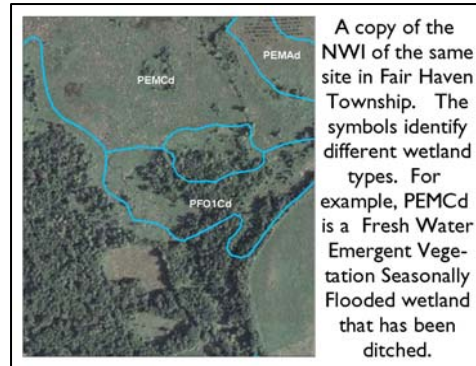 PEMCd
PEMAd
PFO1Cd
A copy of the
NWI of the same
site in Fair Haven
Township. The
symbols identify
different wetland
types. For
example, PEMCd
is a Fresh Water
Emergent Vege-
tation Seasonally
Flooded wetland
that has been
ditched.